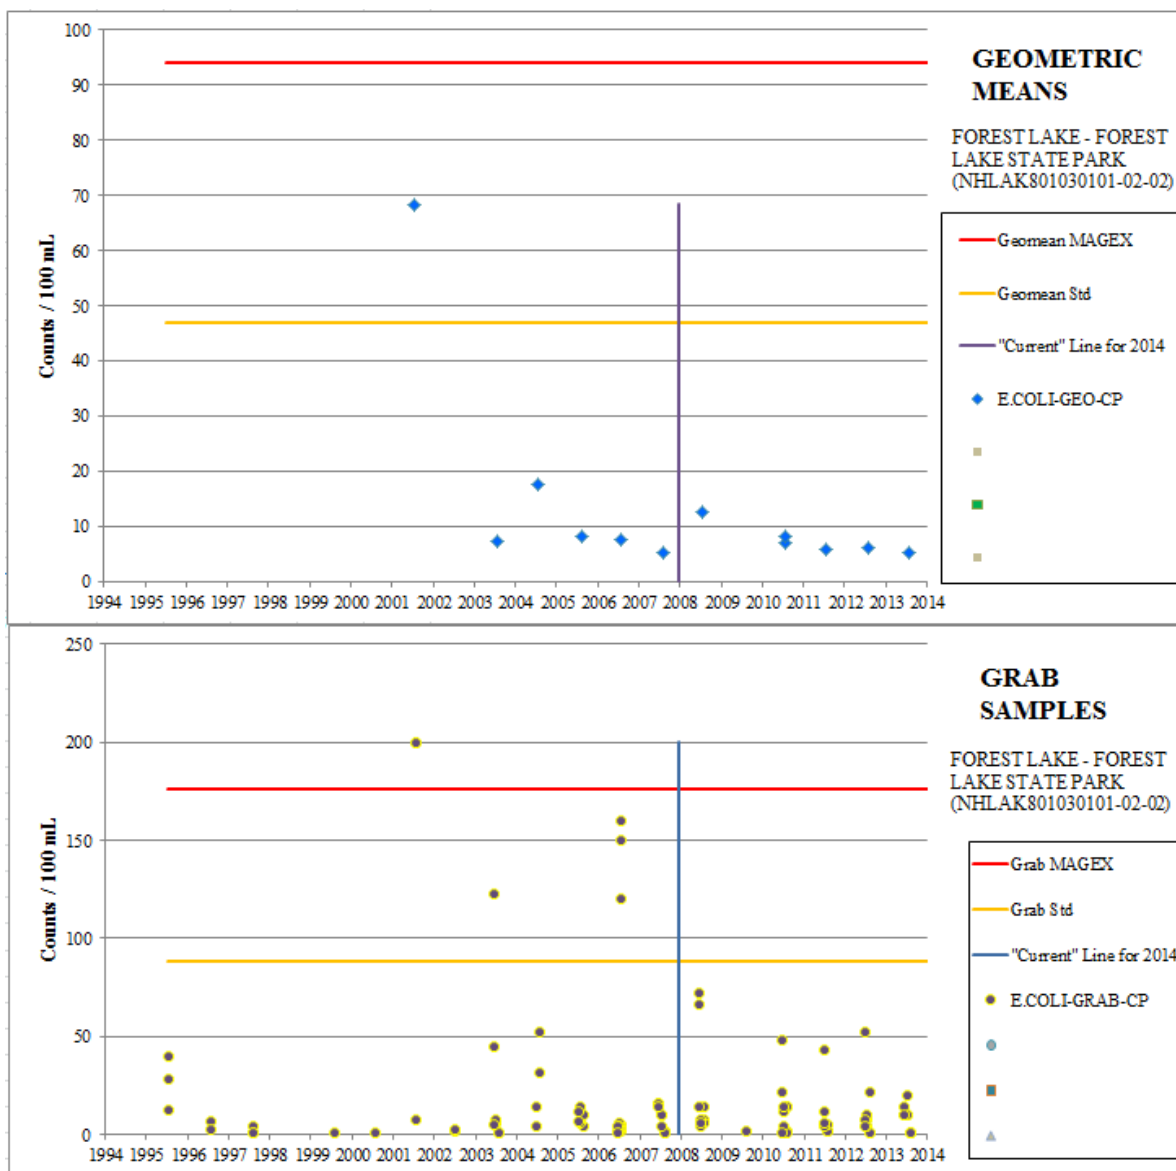 GEOMETRIC
MEANS
FOREST LAKE - FOREST
LAKE STATE PARK
(NHLAK801030101-02-02)
Counts / 100 mL
100
90
80
70
60
50
40
30
20
10
0
1994 1995 1996 1997 1998 1999 2000 2001 2002 2003 2004 2005 2006 2007 2008 2009 2010 2011 2012 2013 2014
Geomean MAGEX
Geomean Std
"Current" Line for 2014
E.COLI-GEO-CP
GRAB
SAMPLES
FOREST LAKE - FOREST
LAKE STATE PARK
(NHLAK801030101-02-02)
Counts / 100 mL
250
200
150
100
50
0
1994 1995 1996 1997 1998 1999 2000 2001 2002 2003 2004 2005 2006 2007 2008 2009 2010 2011 2012 2013 2014
Grab MAGEX
Grab Std
"Current" Line for 2014
E.COLI-GRAB-CP